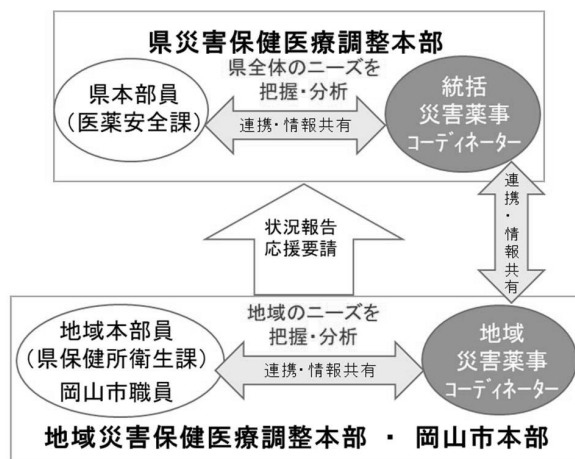 県災害保健医療調整本部
県全体のニーズを
把握・分析
県本部員
（医薬安全課）
連携・情報共有
統括
災害薬事
コーディネーター
状況報告
応援要請
連携・情報共有
地域のニーズを
把握・分析
地域本部員
（県保健所衛生課）
岡山市職員
連携・情報共有
地域
災害薬事
コーディネーター
地域災害保健医療調整本部 ・ 岡山市本部